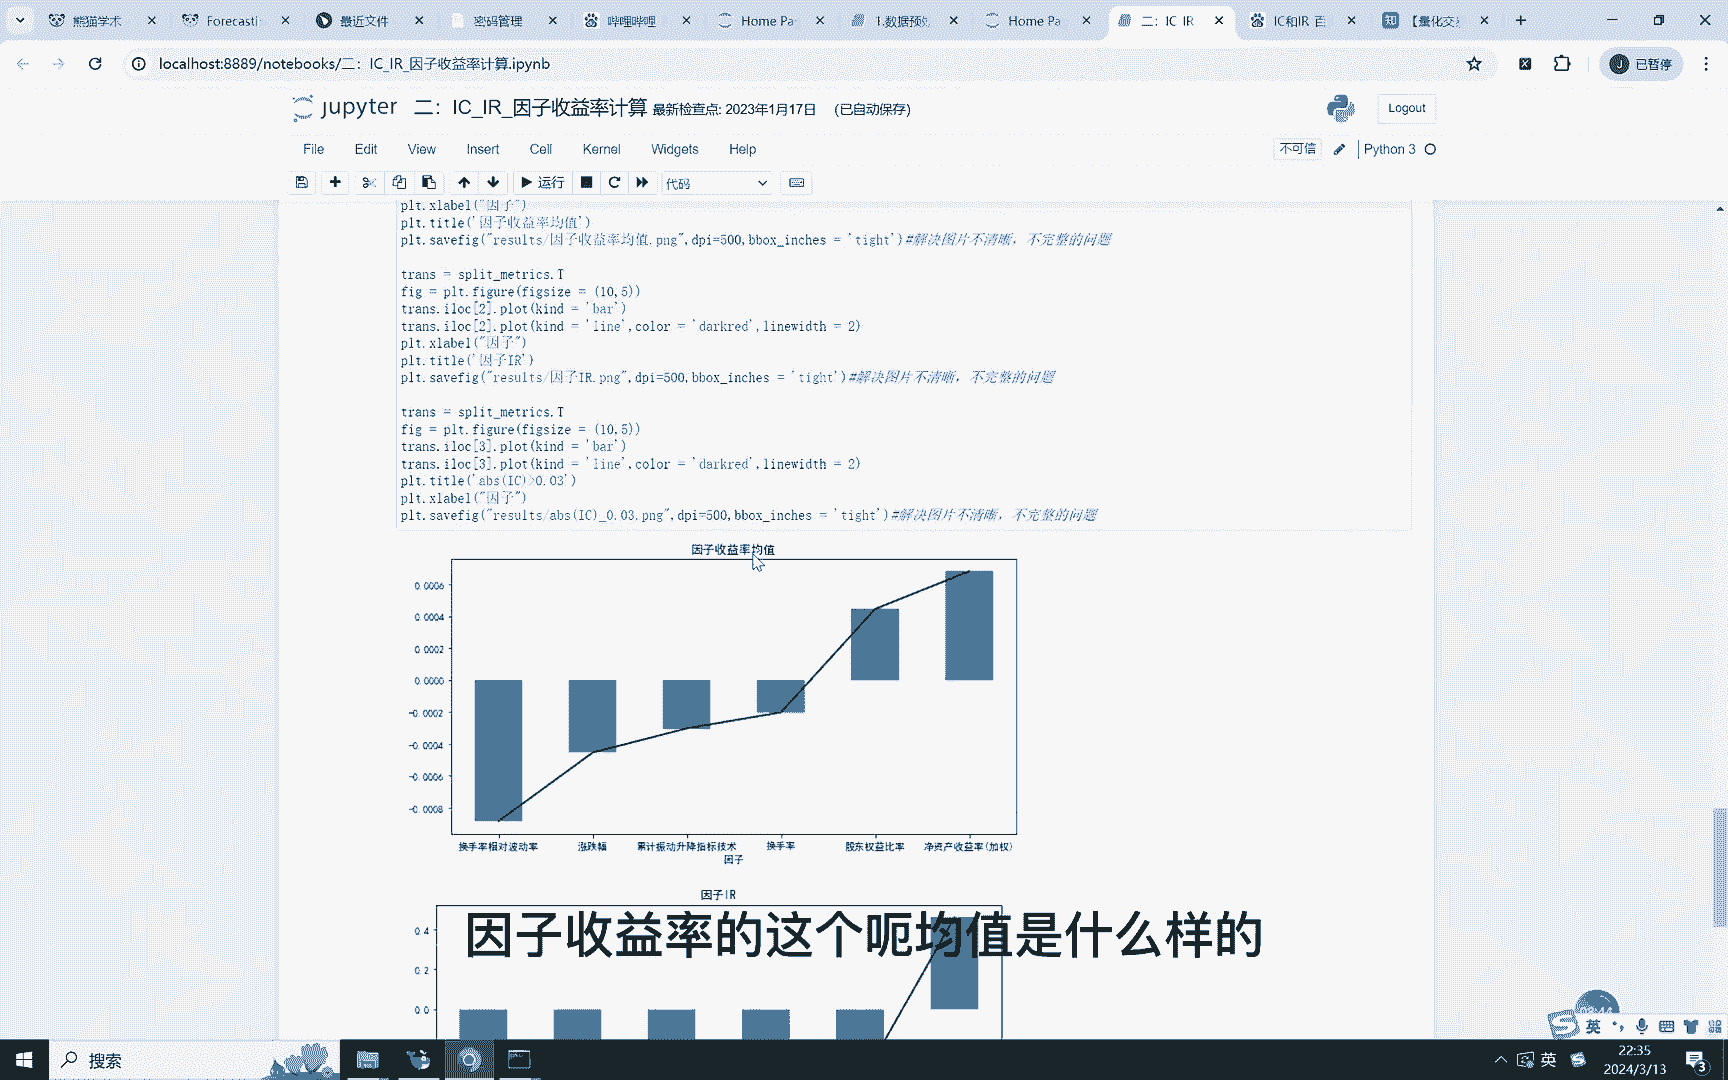 熊猫学术
Forecasti
最近文件
密码管理
哔哩哔哩
Home Pa
1.数据预处
Home Pa
二：IC_IR
IC和IR_百
【量化交易
localhost:8889/notebooks/二：IC_IR_因子收益率计算.ipynb
已暂停
jupyter 二：IC_IR_因子收益率计算 最新检查点: 2023年1月17日 (已自动保存)
Logout
File Edit View Insert Cell Kernel Widgets Help
不可信 Python 3
运行 代码
plt.xlabel("因子")
plt.title('因子收益率均值')
plt.savefig("results/因子收益率均值.png",dpi=500,bbox_inches = 'tight')#解决图片不清晰，不完整的问题
trans = split_metrics.T
fig = plt.figure(figsize = (10,5))
trans.iloc[2].plot(kind = 'bar')
trans.iloc[2].plot(kind = 'line',color = 'darkred',linewidth = 2)
plt.xlabel("因子")
plt.title('因子IR')
plt.savefig("results/因子IR.png",dpi=500,bbox_inches = 'tight')#解决图片不清晰，不完整的问题
trans = split_metrics.T
fig = plt.figure(figsize = (10,5))
trans.iloc[3].plot(kind = 'bar')
trans.iloc[3].plot(kind = 'line',color = 'darkred',linewidth = 2)
plt.title('abs(IC)>0.03')
plt.xlabel("因子")
plt.savefig("results/abs(IC)_0.03.png",dpi=500,bbox_inches = 'tight')#解决图片不清晰，不完整的问题
因子收益率均值
0.0006
0.0004
0.0002
0.0000
-0.0002
-0.0004
-0.0006
-0.0008
换手率相对波动率 涨跌幅 累计振动升降指标技术 换手率 股东权益比率 净资产收益率(加权)
因子
因子IR
0.4
0.2
0.0
因子收益率的这个呃均值是什么样的
英
搜索
英
22:35
2024/3/13
3